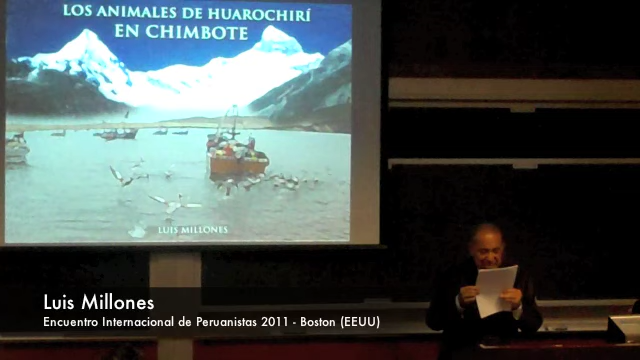 LOS ANIMALES DE HUAROCHIRÍ
EN CHIMBOTE
LUIS MILLONES
Luis Millones
Encuentro Internacional de Peruanistas 2011 - Boston (EEUU)